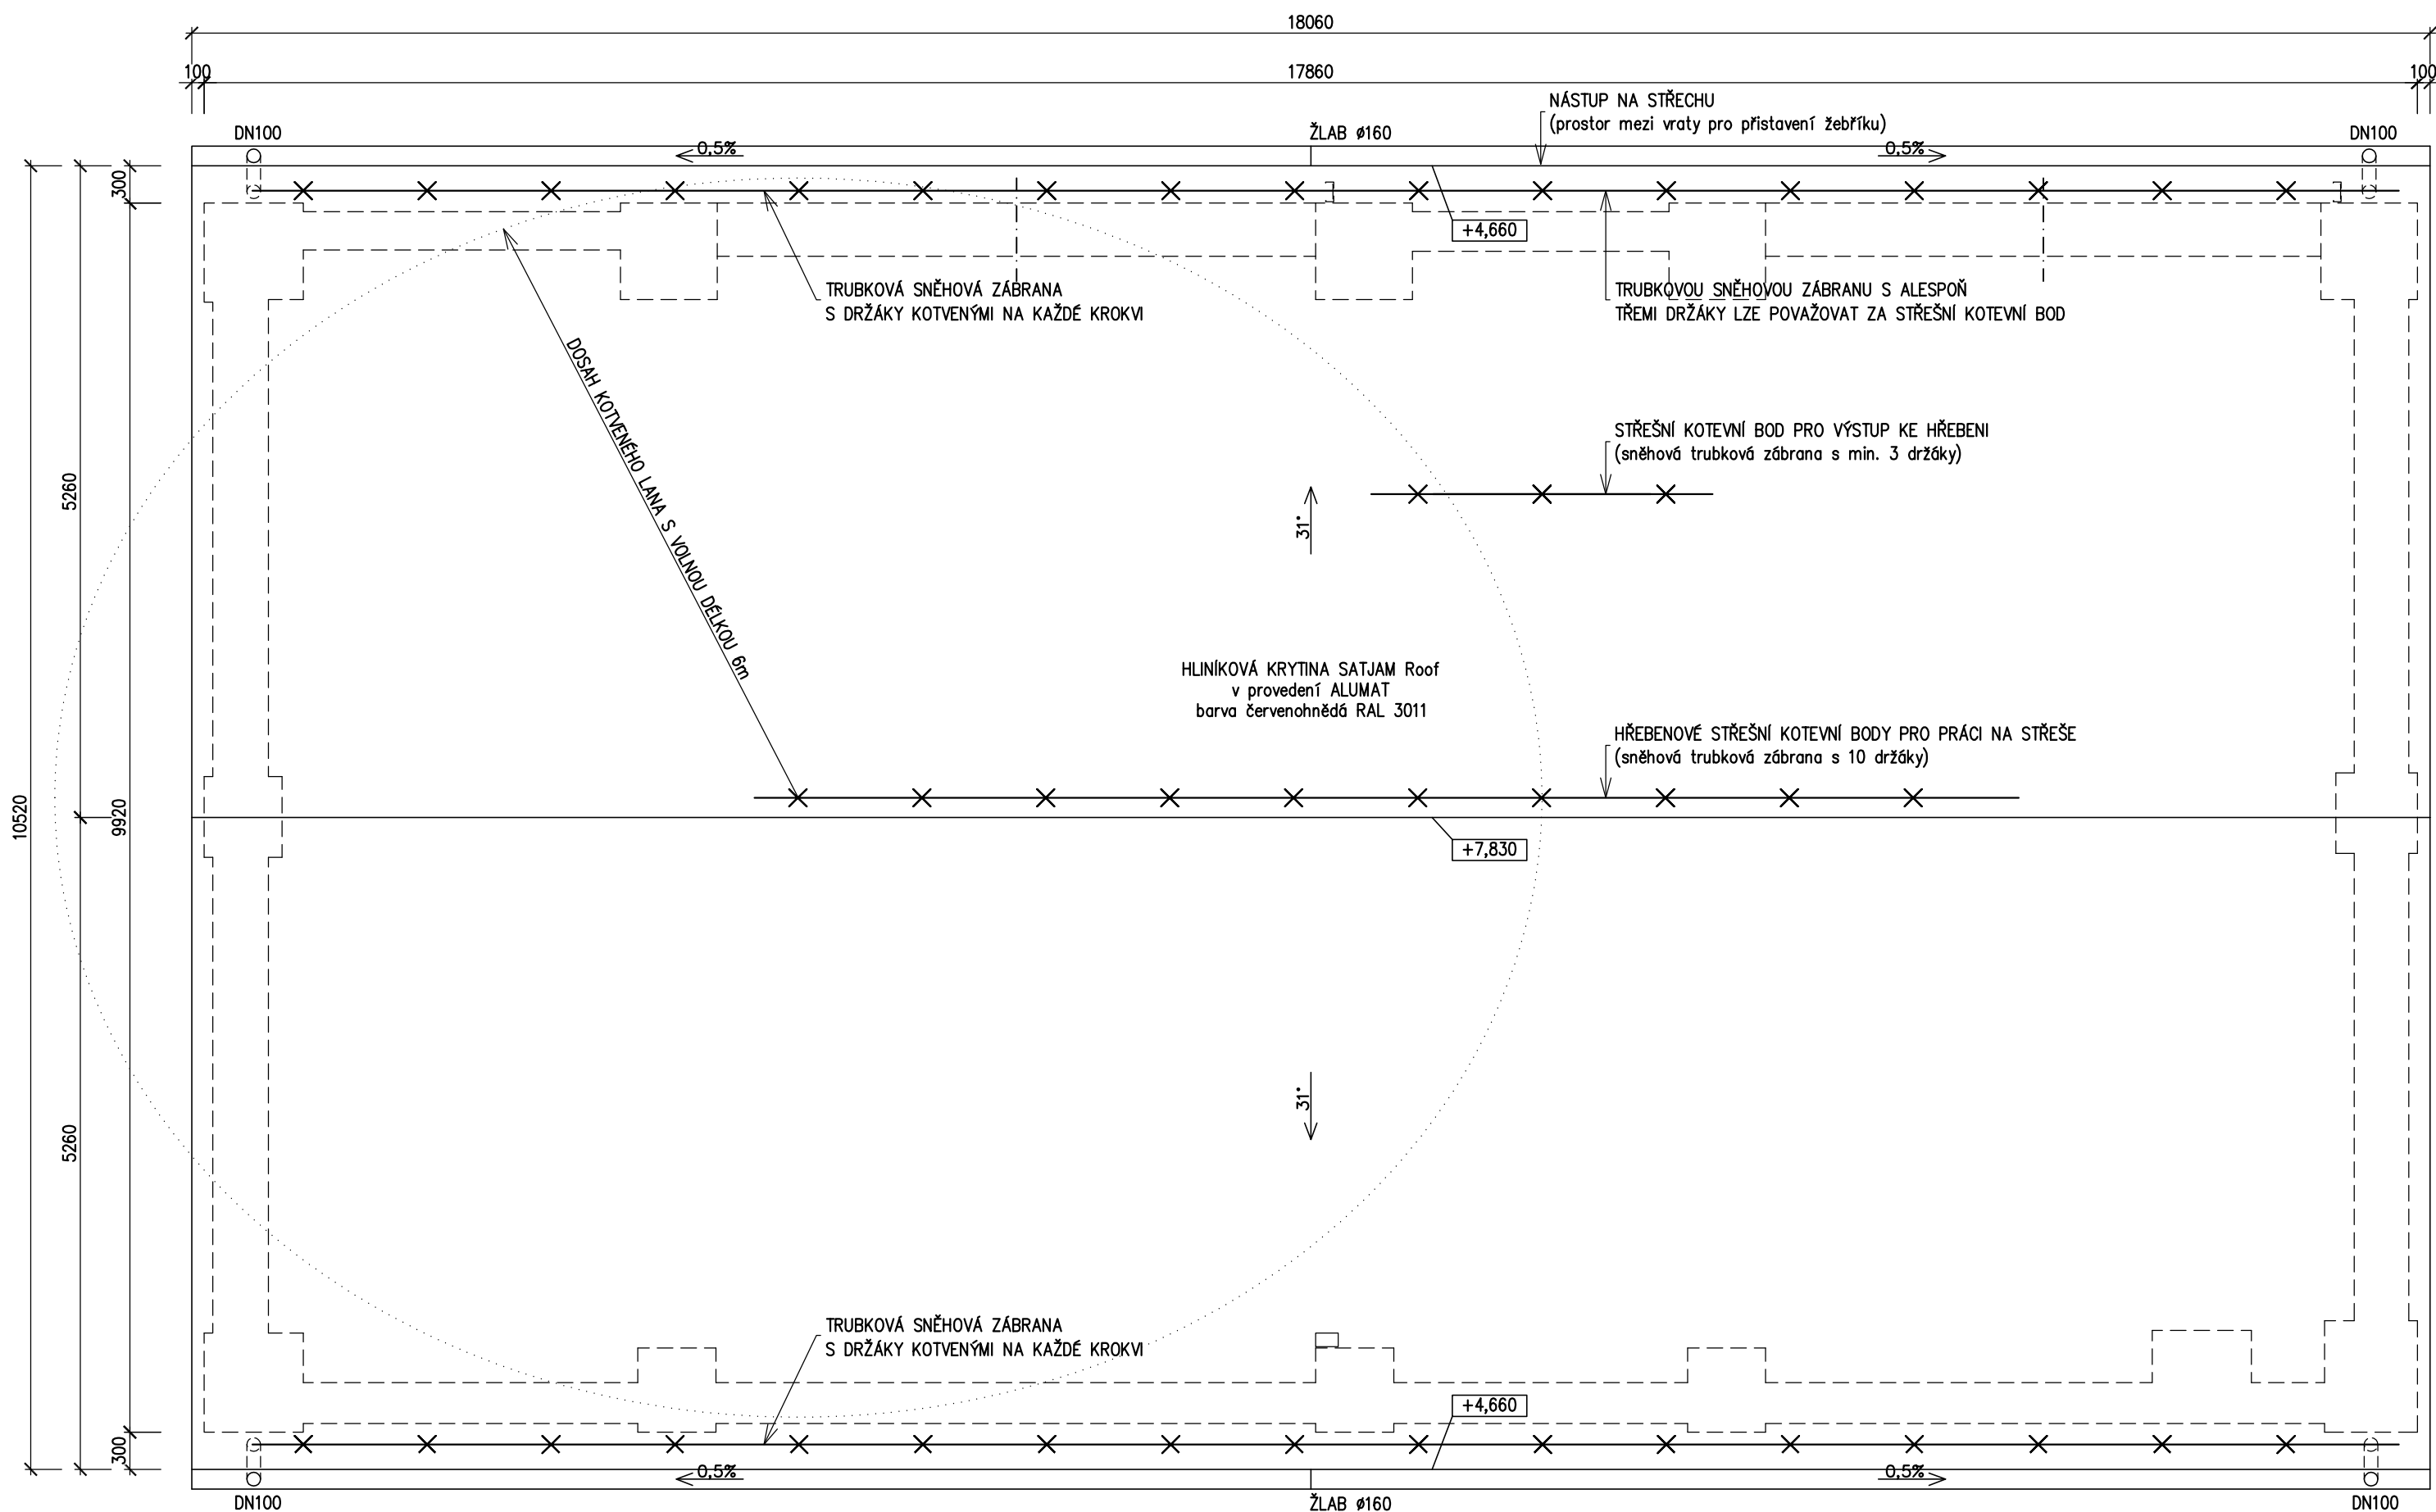 18060
100
17860
100
NÁSTUP NA STŘECHU
(prostor mezi vraty pro přistavení žebříku)
DN100
ŽLAB ø160
DN100
0,5%
0,5%
300
+4,660
TRUBKOVÁ SNĚHOVÁ ZÁBRANA
S DRŽÁKY KOTVENÝMI NA KAŽDÉ KROKVI
TRUBKOVOU SNĚHOVOU ZÁBRANU S ALESPOŇ
TŘEMI DRŽÁKY LZE POVAŽOVAT ZA STŘEŠNÍ KOTEVNÍ BOD
DOSAH KOTVENÉHO LANA S VOLNOU DÉLKOU 6m
STŘEŠNÍ KOTEVNÍ BOD PRO VÝSTUP KE HŘEBENI
(sněhová trubková zábrana s min. 3 držáky)
5260
31°
HLINÍKOVÁ KRYTINA SATJAM Roof
v provedení ALUMAT
barva červenohnědá RAL 3011
HŘEBENOVÉ STŘEŠNÍ KOTEVNÍ BODY PRO PRÁCI NA STŘEŠE
(sněhová trubková zábrana s 10 držáky)
10520
9920
+7,830
31°
5260
TRUBKOVÁ SNĚHOVÁ ZÁBRANA
S DRŽÁKY KOTVENÝMI NA KAŽDÉ KROKVI
+4,660
300
0,5%
0,5%
DN100
ŽLAB ø160
DN100